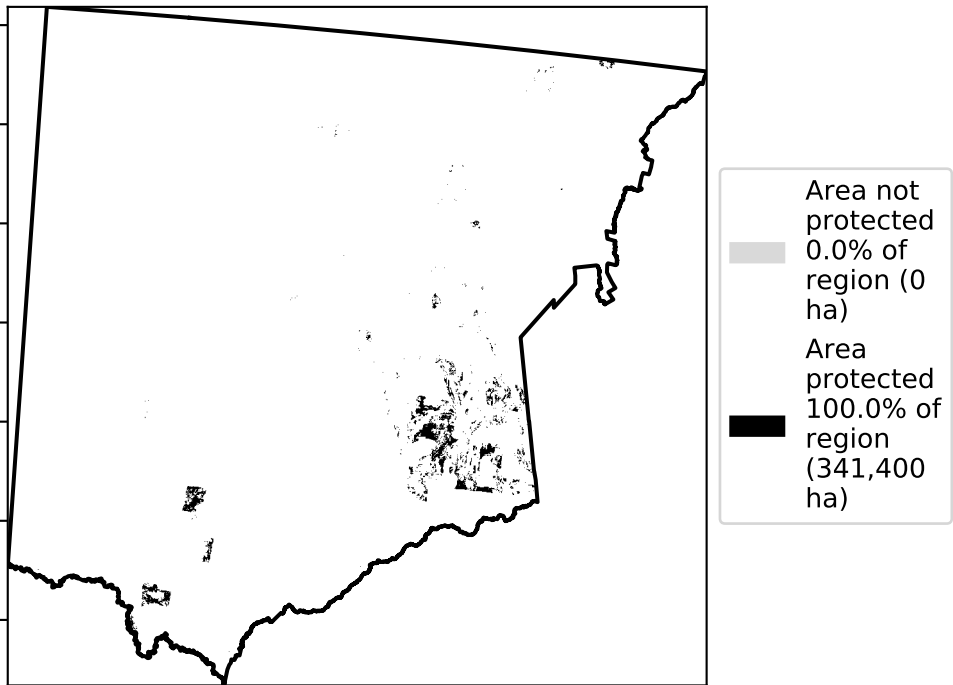 Area not
protected
0.0% of
region (0
ha)
Area
protected
100.0% of
region
(341,400
ha)